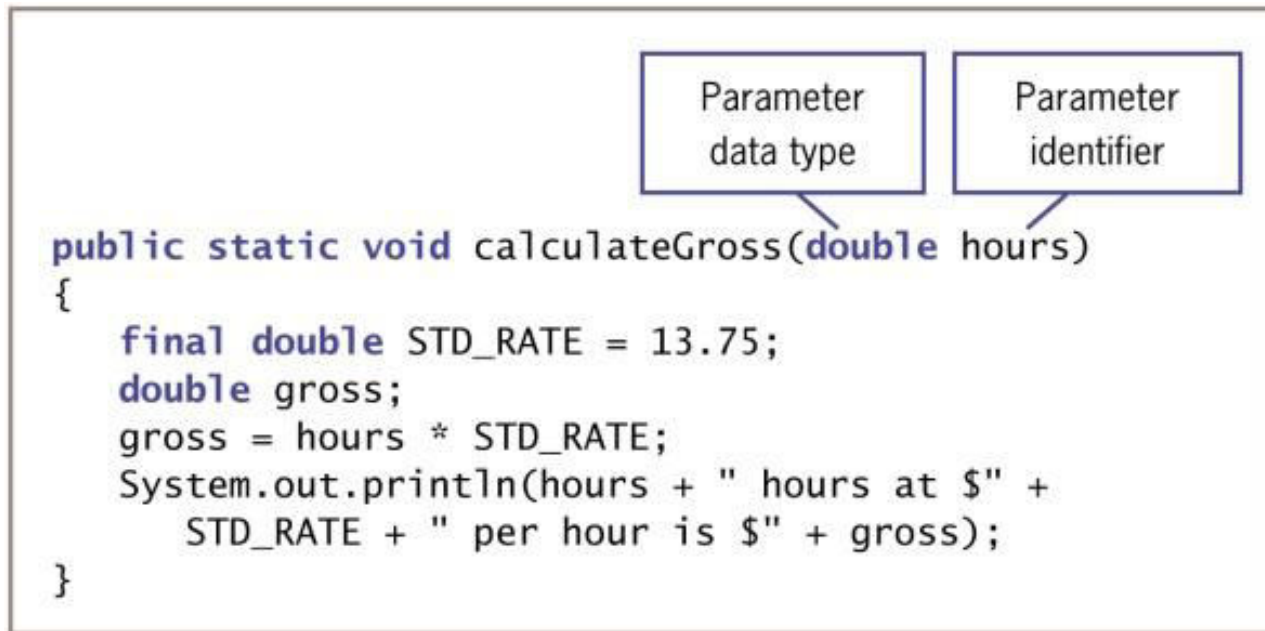 Parameter
data type
Parameter
identifier
public static void calculateGross(double hours)
{
   final double STD_RATE = 13.75;
   double gross;
   gross = hours * STD_RATE;
   System.out.println(hours + " hours at $" +
      STD_RATE + " per hour is $" + gross);
}